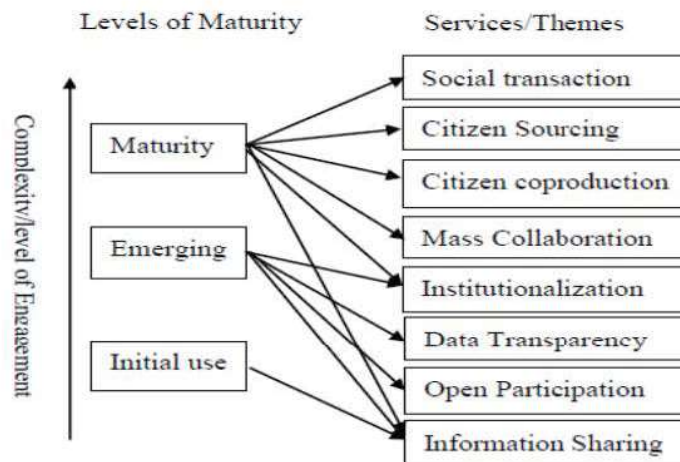 Levels of Maturity
Services/Themes
Complexity/level of Engagement
Maturity
Emerging
Initial use
Social transaction
Citizen Sourcing
Citizen coproduction
Mass Collaboration
Institutionalization
Data Transparency
Open Participation
Information Sharing